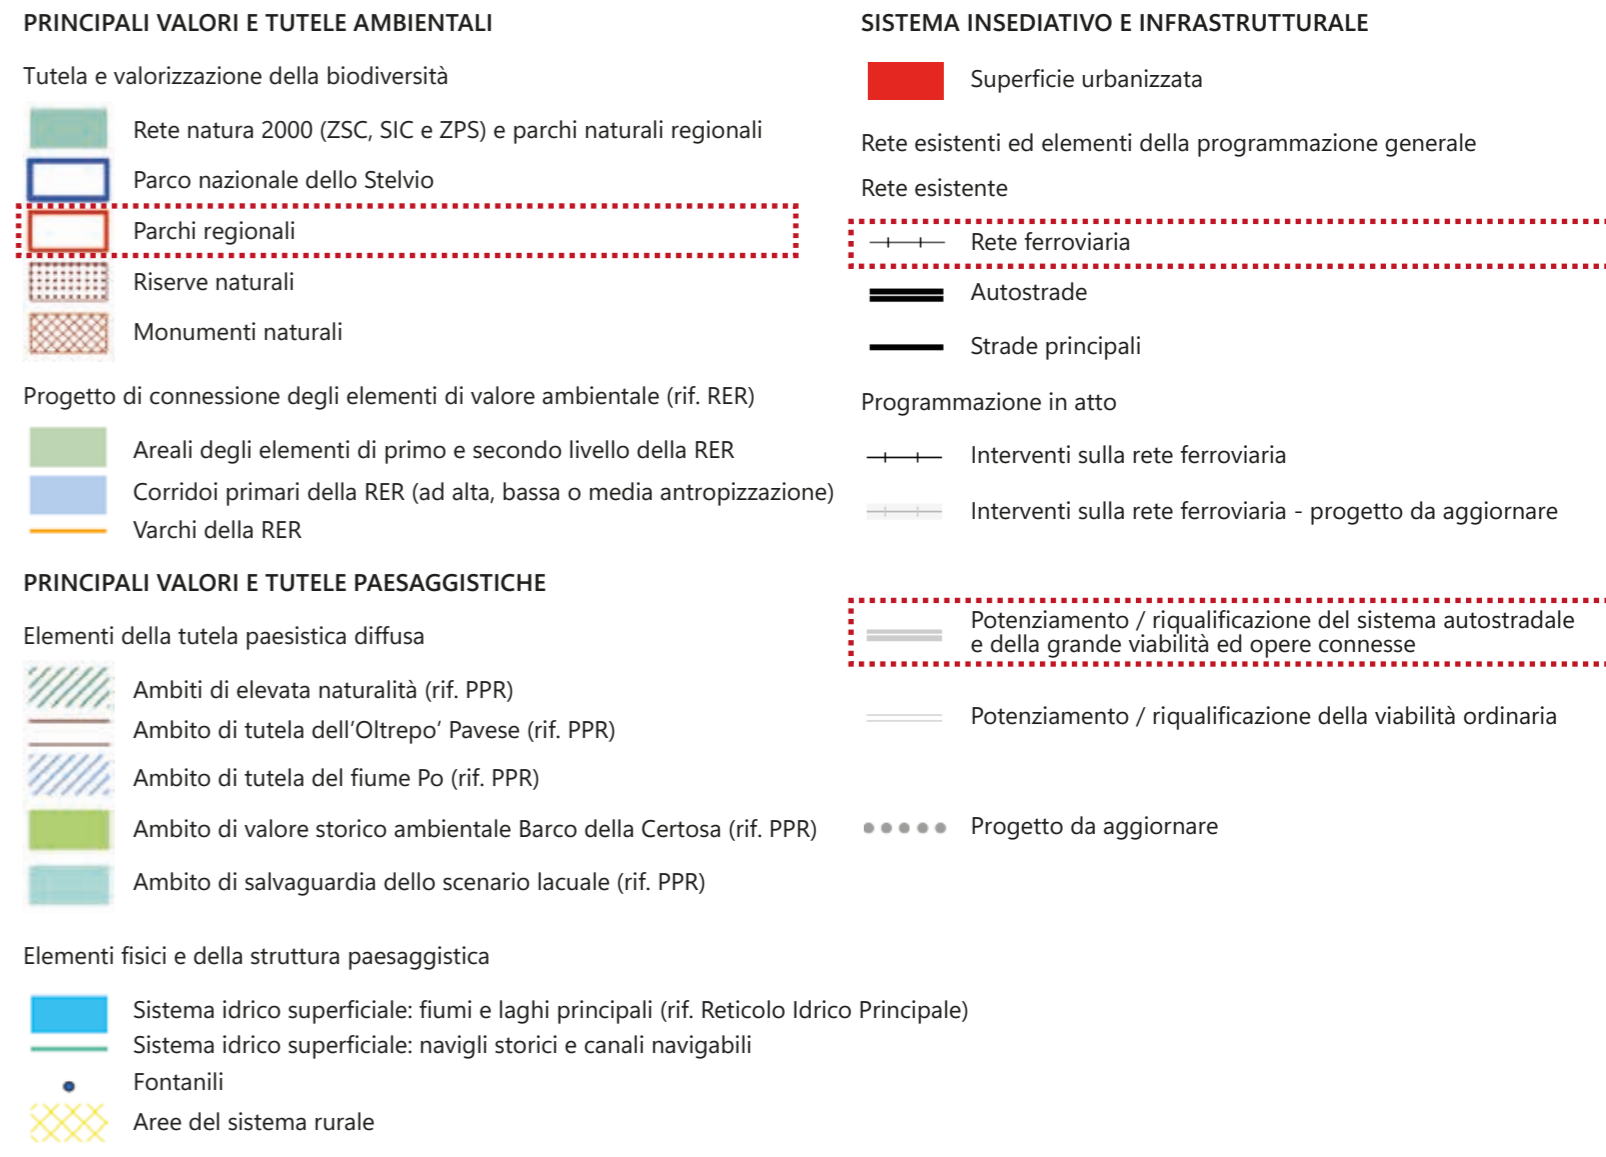 PRINCIPALI VALORI E TUTELE AMBIENTALI
Tutela e valorizzazione della biodiversità
Rete natura 2000 (ZSC, SIC e ZPS) e parchi naturali regionali
Parco nazionale dello Stelvio
Parchi regionali
Riserve naturali
Monumenti naturali
Progetto di connessione degli elementi di valore ambientale (rif. RER)
Areali degli elementi di primo e secondo livello della RER
Corridoi primari della RER (ad alta, bassa o media antropizzazione)
Varchi della RER
PRINCIPALI VALORI E TUTELE PAESAGGISTICHE
Elementi della tutela paesistica diffusa
Ambiti di elevata naturalità (rif. PPR)
Ambito di tutela dell'Oltrepo' Pavese (rif. PPR)
Ambito di tutela del fiume Po (rif. PPR)
Ambito di valore storico ambientale Barco della Certosa (rif. PPR)
Ambito di salvaguardia dello scenario lacuale (rif. PPR)
Elementi fisici e della struttura paesaggistica
Sistema idrico superficiale: fiumi e laghi principali (rif. Reticolo Idrico Principale)
Sistema idrico superficiale: navigli storici e canali navigabili
Fontanili
Aree del sistema rurale
SISTEMA INSEDIATIVO E INFRASTRUTTURALE
Superficie urbanizzata
Rete esistenti ed elementi della programmazione generale
Rete esistente
Rete ferroviaria
Autostrade
Strade principali
Programmazione in atto
Interventi sulla rete ferroviaria
Interventi sulla rete ferroviaria - progetto da aggiornare
Potenziamento / riqualificazione del sistema autostradale
e della grande viabilità ed opere connesse
Potenziamento / riqualificazione della viabilità ordinaria
Progetto da aggiornare